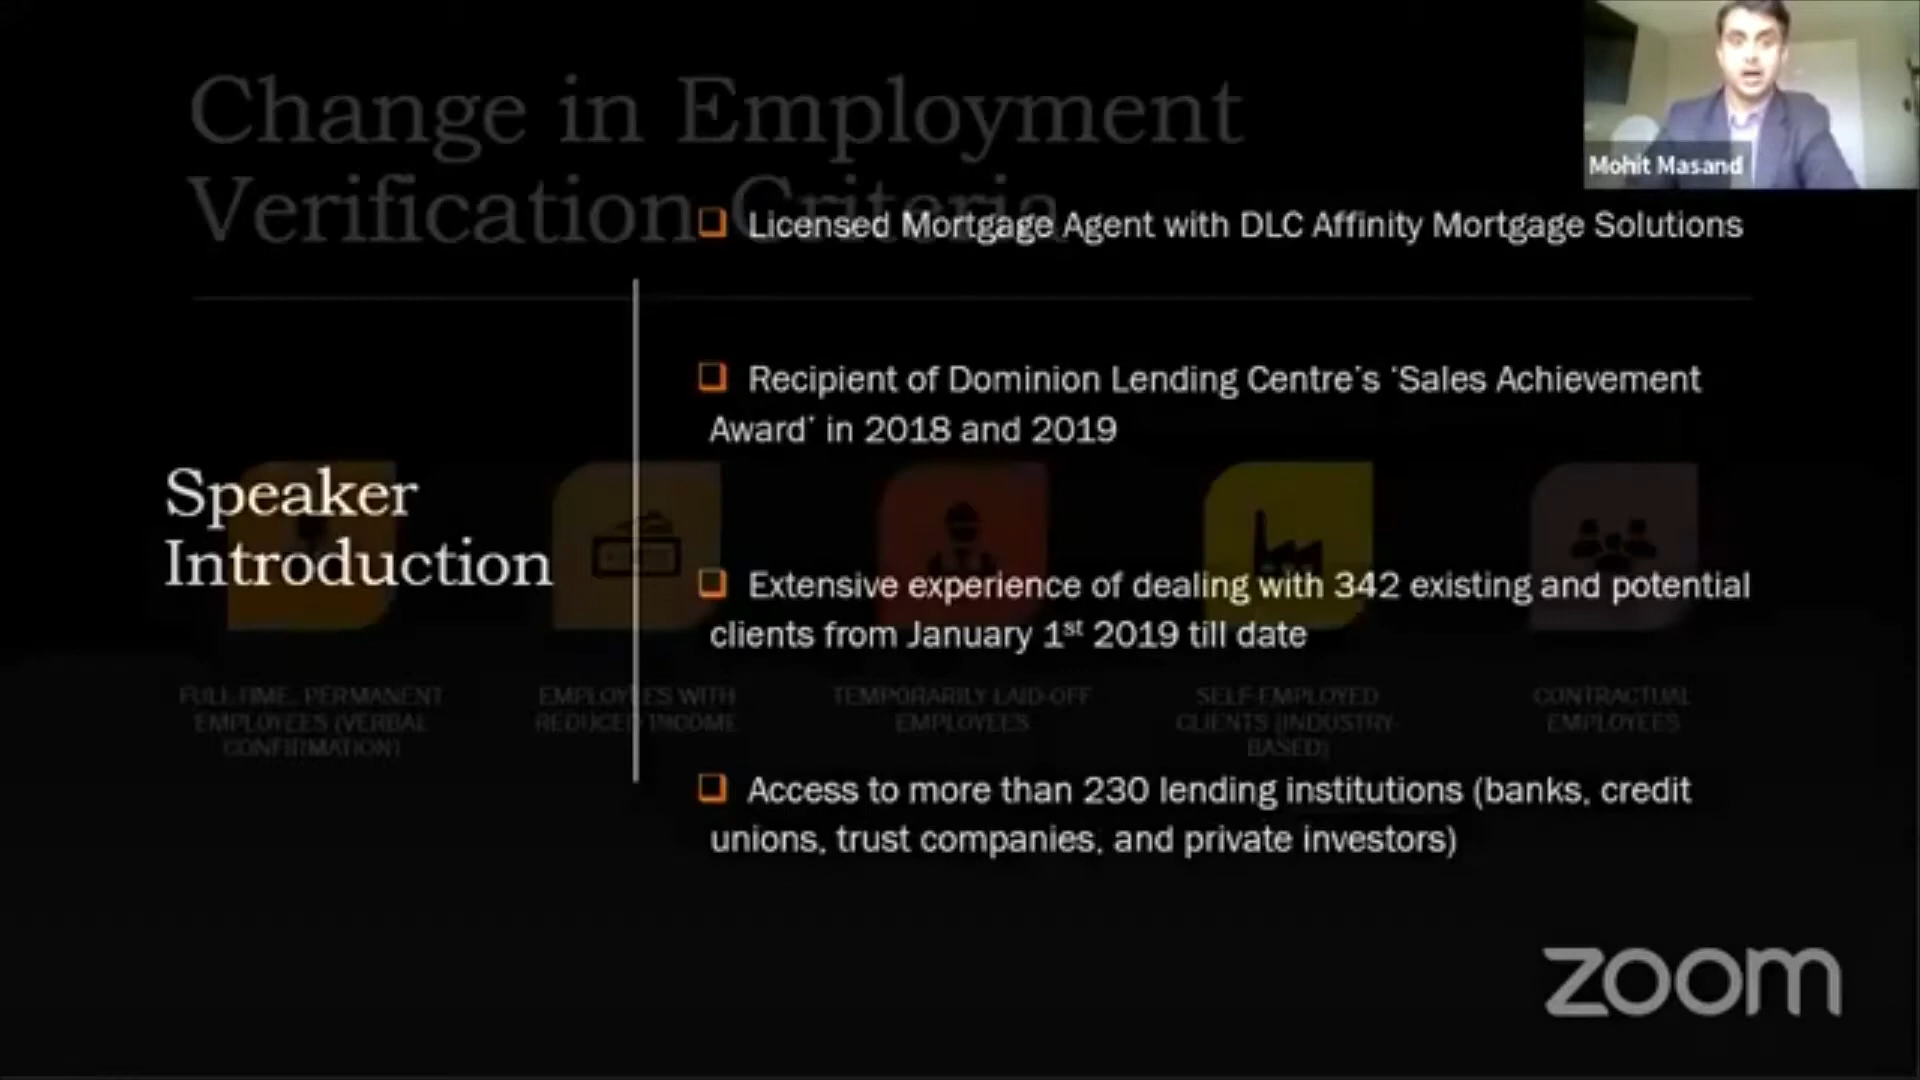 Change in Employment
Verification Criteria
Mohit Masand
Licensed Mortgage Agent with DLC Affinity Mortgage Solutions
Recipient of Dominion Lending Centre's 'Sales Achievement
Award' in 2018 and 2019
Speaker
Introduction
Extensive experience of dealing with 342 existing and potential
clients from January 1st 2019 till date
Access to more than 230 lending institutions (banks, credit
unions, trust companies, and private investors)
FULL-TIME, PERMANENT
EMPLOYEES (VERBAL
CONFIRMATION)
EMPLOYEES WITH
REDUCED INCOME
TEMPORARILY LAID-OFF
EMPLOYEES
SELF-EMPLOYED
CLIENTS (INDUSTRY-
BASED)
CONTRACTUAL
EMPLOYEES
zoom